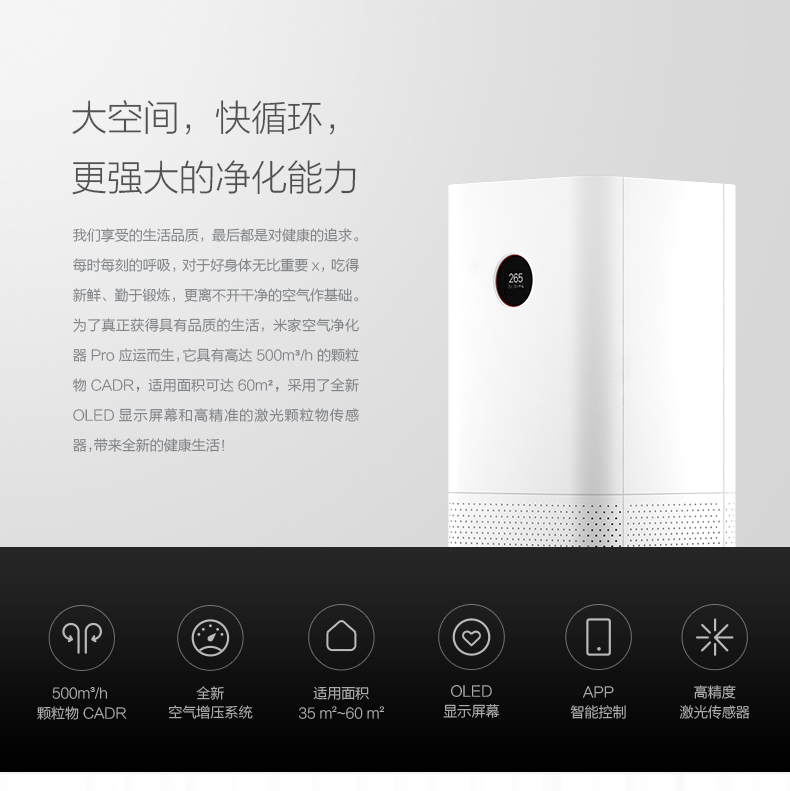 大空间，快循环，
更强大的净化能力
我们享受的生活品质，最后都是对健康的追求。
每时每刻的呼吸，对于好身体无比重要 x，吃得
新鲜、勤于锻炼，更离不开干净的空气作基础。
为了真正获得具有品质的生活，米家空气净化
器 Pro 应运而生，它具有高达 500m³/h 的颗粒
物 CADR，适用面积可达 60m²，采用了全新
OLED 显示屏幕和高精准的激光颗粒物传感
器，带来全新的健康生活！
265
500m³/h
颗粒物 CADR
全新
空气增压系统
适用面积
35 m²~60 m²
OLED
显示屏幕
APP
智能控制
高精度
激光传感器